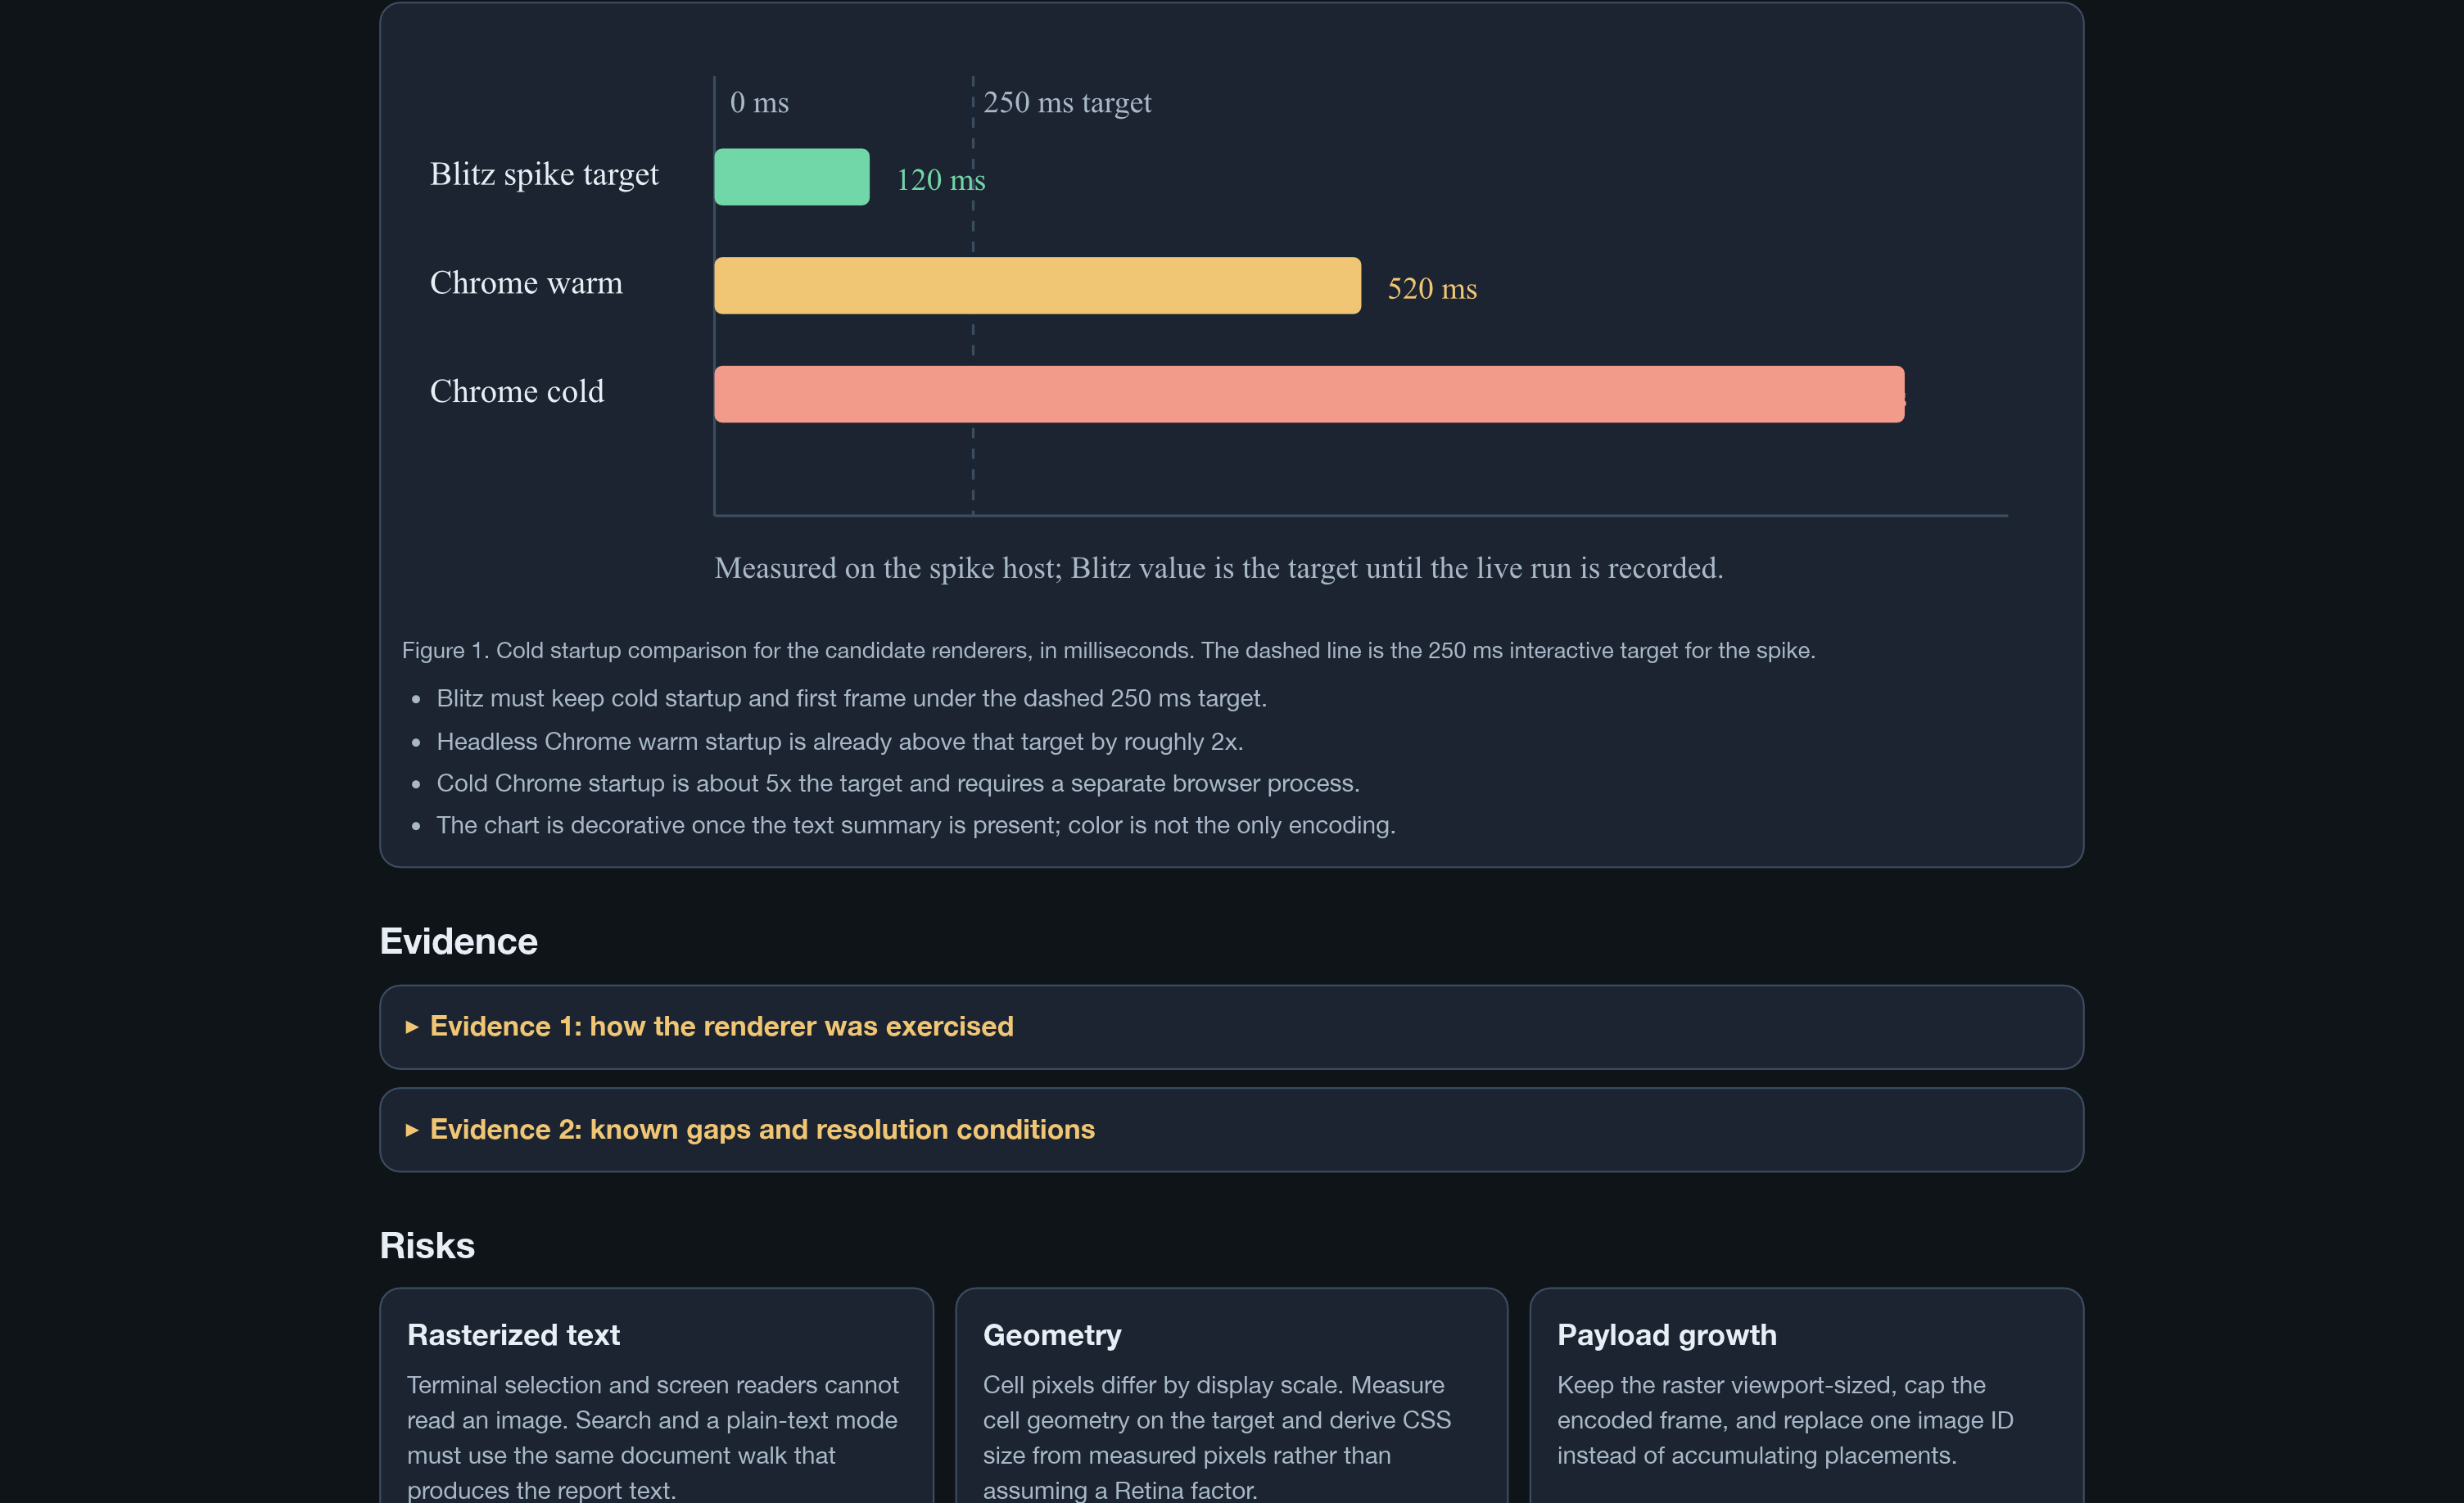 0 ms
250 ms target
Blitz spike target
120 ms
Chrome warm
520 ms
Chrome cold
Measured on the spike host; Blitz value is the target until the live run is recorded.
Figure 1. Cold startup comparison for the candidate renderers, in milliseconds. The dashed line is the 250 ms interactive target for the spike.
• Blitz must keep cold startup and first frame under the dashed 250 ms target.
• Headless Chrome warm startup is already above that target by roughly 2x.
• Cold Chrome startup is about 5x the target and requires a separate browser process.
• The chart is decorative once the text summary is present; color is not the only encoding.
Evidence
▸ Evidence 1: how the renderer was exercised
▸ Evidence 2: known gaps and resolution conditions
Risks
Rasterized text
Terminal selection and screen readers cannot
read an image. Search and a plain-text mode
must use the same document walk that
produces the report text.
Geometry
Cell pixels differ by display scale. Measure
cell geometry on the target and derive CSS
size from measured pixels rather than
assuming a Retina factor.
Payload growth
Keep the raster viewport-sized, cap the
encoded frame, and replace one image ID
instead of accumulating placements.